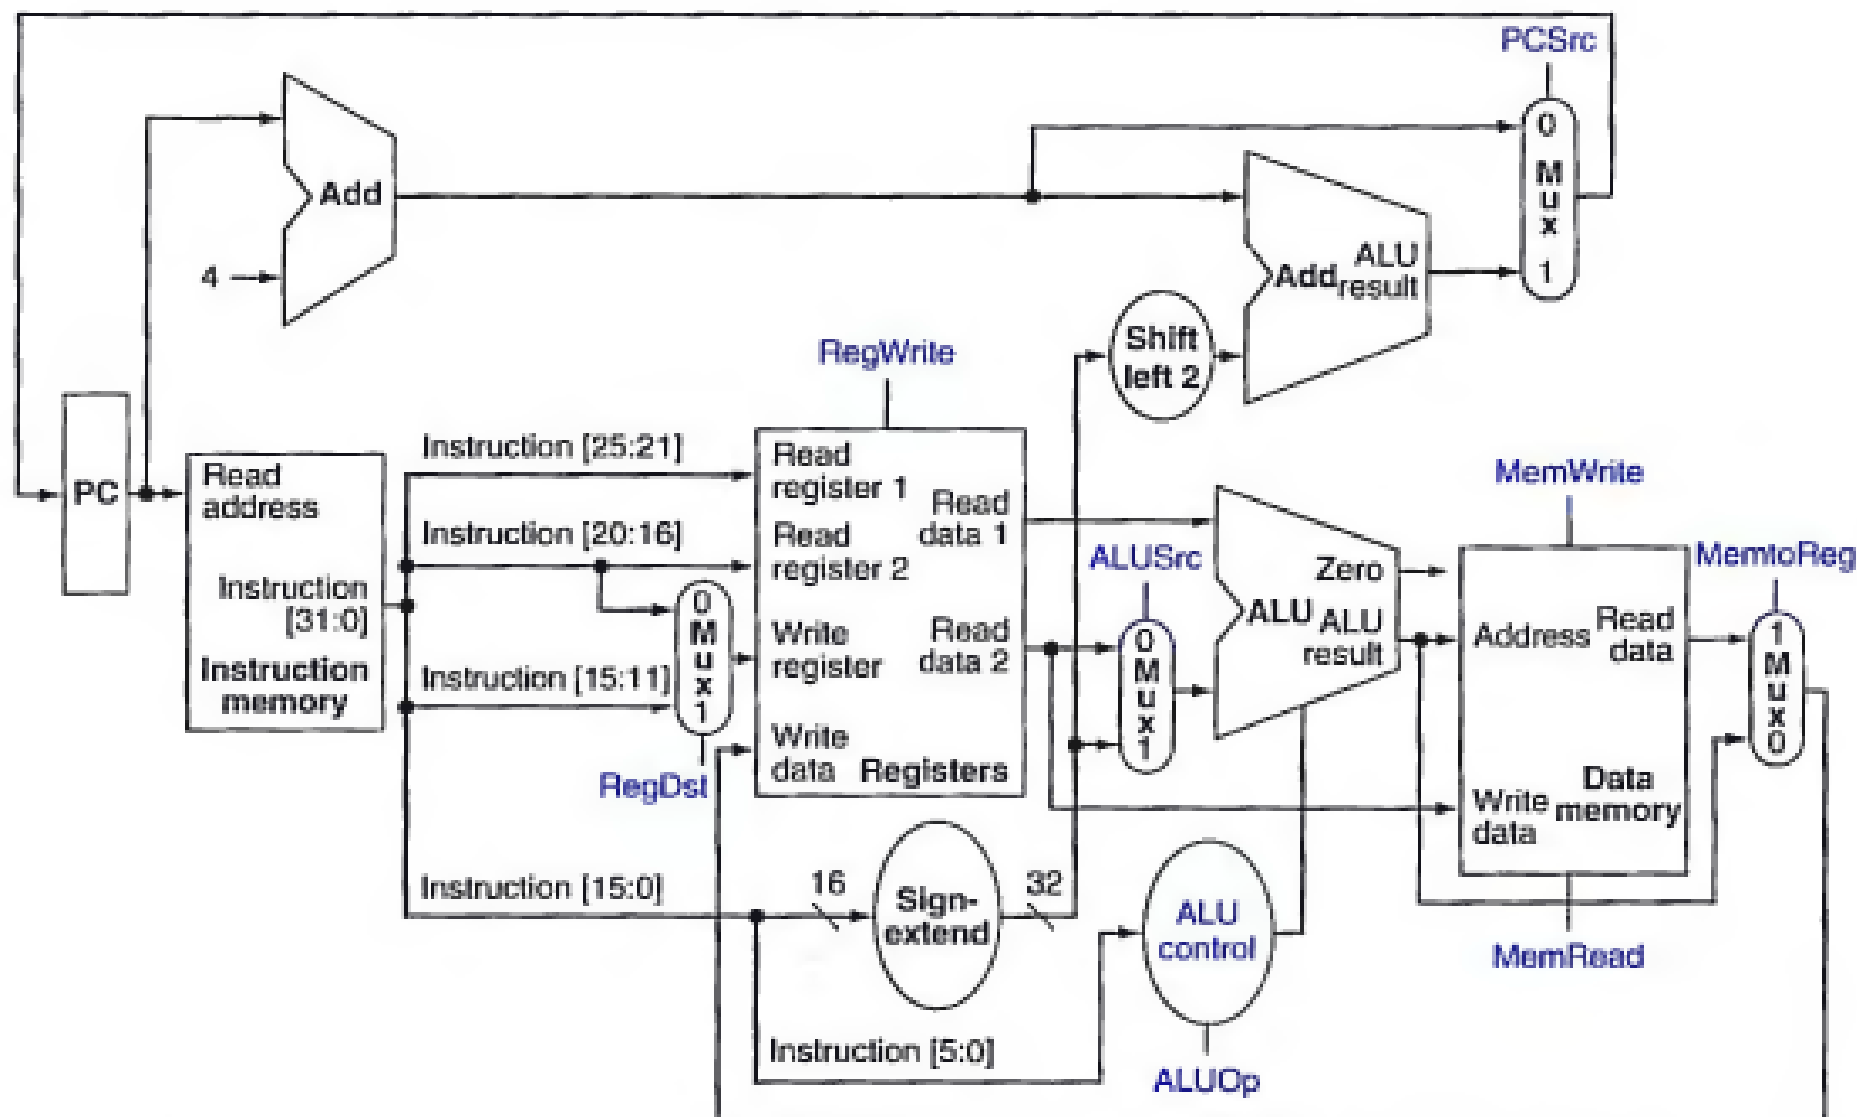 PCSrc
0
M
u
x
1
Add
4
Add
ALU
result
Shift
left 2
RegWrite
PC
Read
address
Instruction
[31:0]
Instruction
memory
Instruction [25:21]
Instruction [20:16]
Instruction [15:11]
0
M
u
x
1
RegDst
Read
register 1
Read
register 2
Write
register
Write
data
Read
data 1
Read
data 2
Registers
ALUSrc
0
M
u
x
1
Zero
ALU
ALU
result
MemWrite
Address
Read
data
Write
data
Data
memory
MemRead
MemtoReg
1
M
u
x
0
Instruction [15:0]
16
Sign-
extend
32
ALU
control
Instruction [5:0]
ALUOp